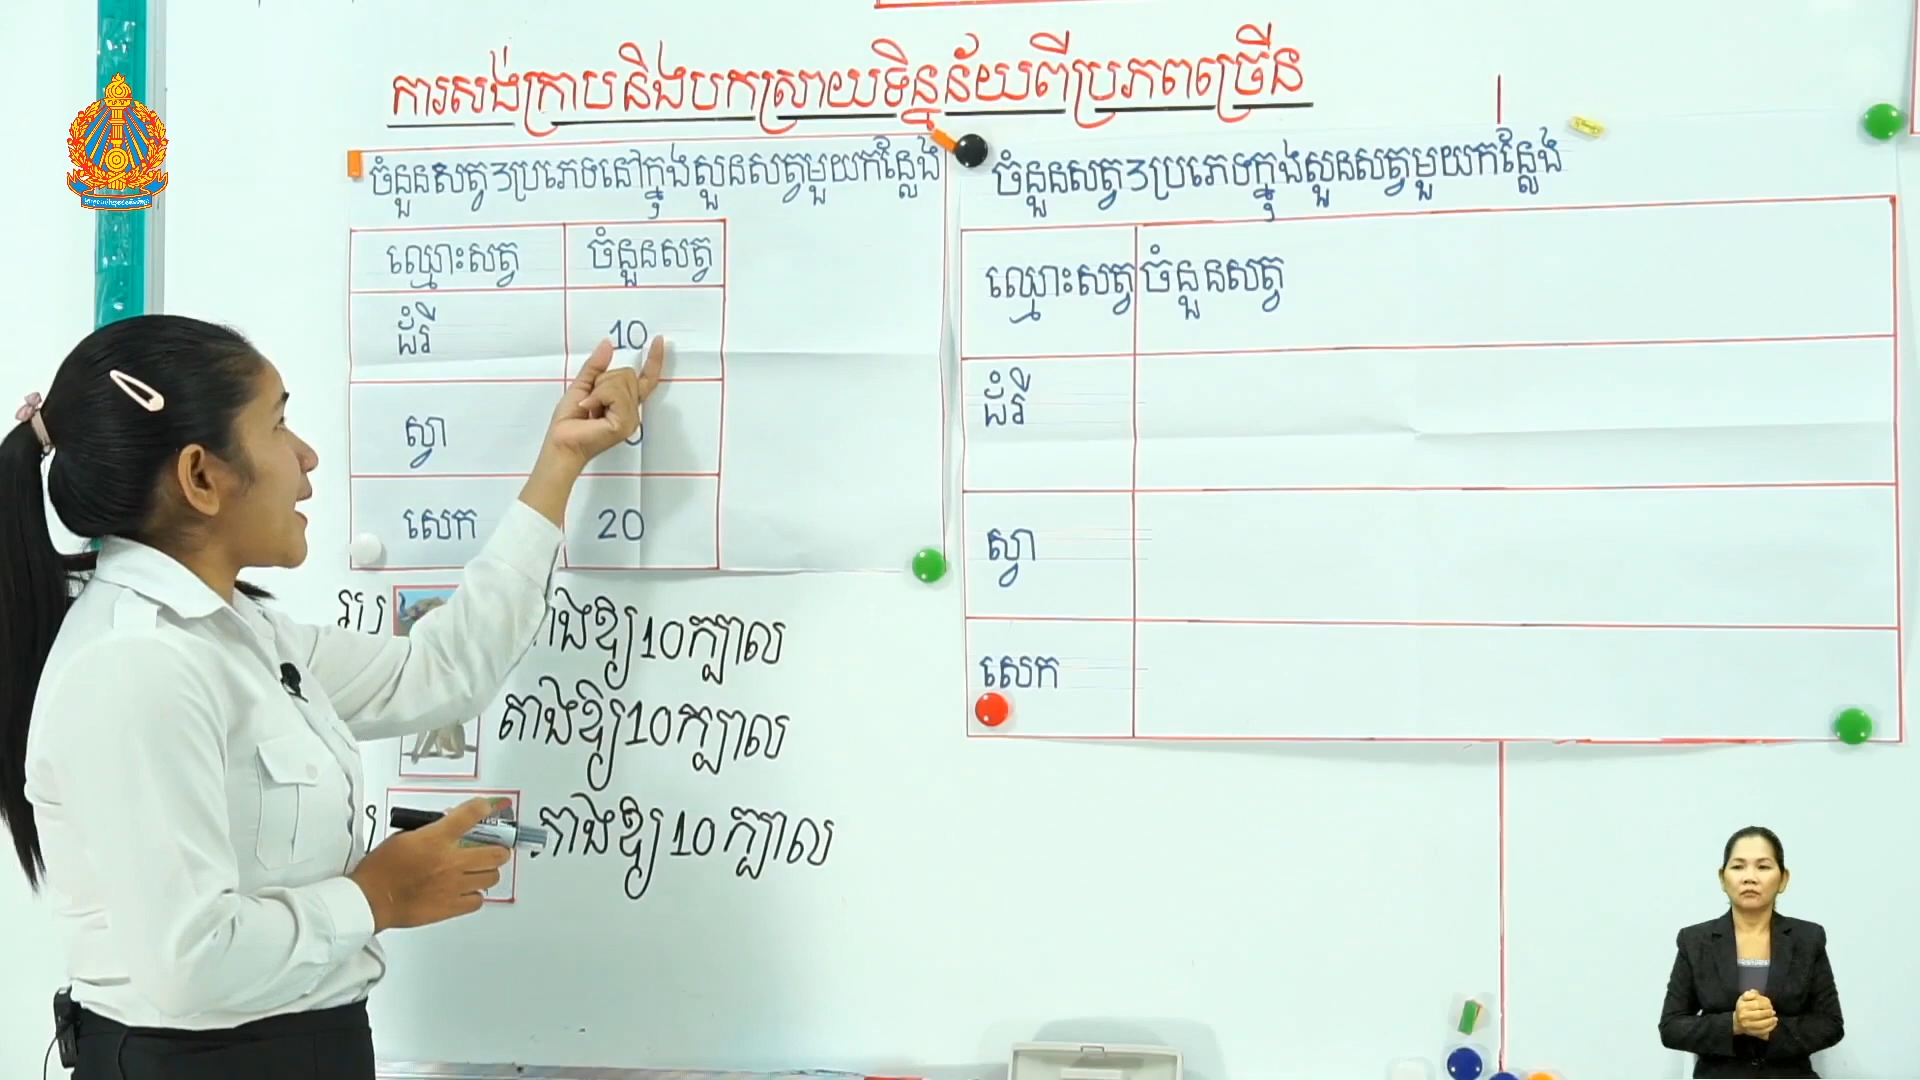 ការសង់ក្រាបនិងបកស្រាយទិន្នន័យពីប្រភពច្រើន
ចំនួនសត្វ3ប្រភេទនៅក្នុងសួនសត្វមួយកន្លែង
ឈ្មោះសត្វ ចំនួនសត្វ
ដំរី 10
ស្វា
សេក 20
តាងឱ្យ10ក្បាល
តាងឱ្យ10ក្បាល
តាងឱ្យ10ក្បាល
ចំនួនសត្វ3ប្រភេទក្នុងសួនសត្វមួយកន្លែង
ឈ្មោះសត្វ ចំនួនសត្វ
ដំរី
ស្វា
សេក